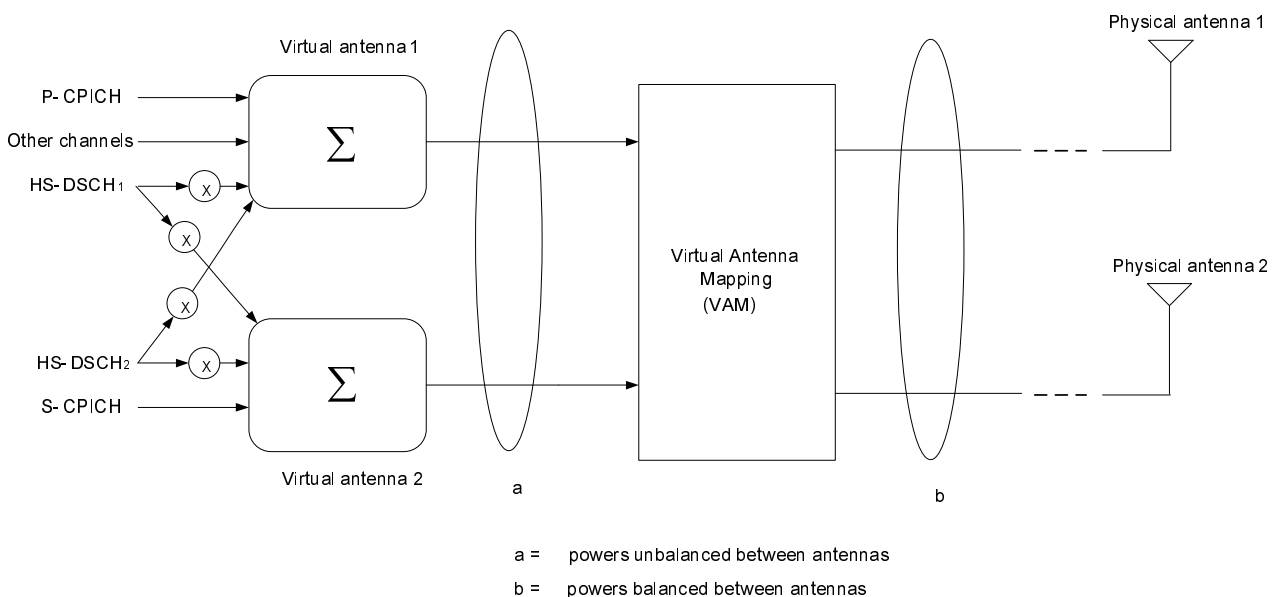 Physical antenna 1
Virtual antenna 1
P- CPICH
Other channels
HS- DSCH1
X
X
X
HS- DSCH2
X
S- CPICH
Σ
Σ
Virtual antenna 2
a
Virtual Antenna
Mapping
(VAM)
b
Physical antenna 2
a = powers unbalanced between antennas
b = powers balanced between antennas